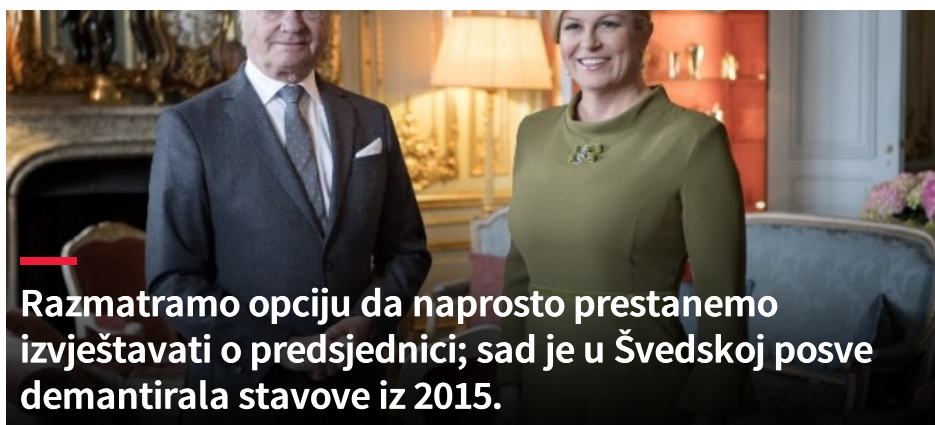 Razmatramo opciju da naprosto prestanemo
izvještavati o predsjednici; sad je u Švedskoj posve
demantirala stavove iz 2015.